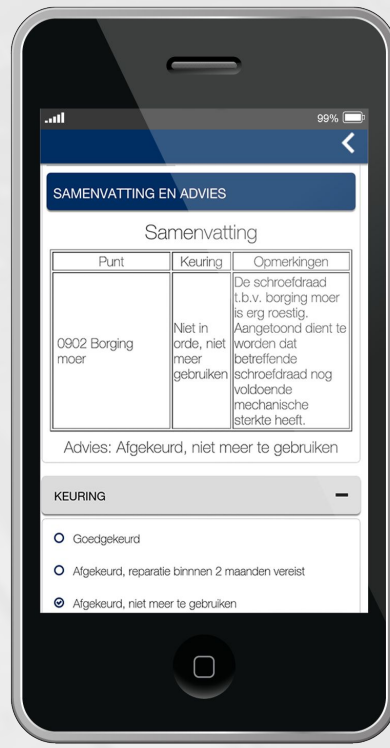 99%
SAMENVATTING EN ADVIES
Samenvatting
Punt Keuring Opmerkingen
0902 Borging
moer
Niet in
orde, niet
meer
gebruiken
De schroefdraad
t.b.v. borging moer
is erg roestig.
Aangetoond dient te
worden dat
betreffende
schroefdraad nog
voldoende
mechanische
sterkte heeft.
Advies: Afgekeurd, niet meer te gebruiken
KEURING
Goedgekeurd
Afgekeurd, reparatie binnnen 2 maanden vereist
Afgekeurd, niet meer te gebruiken